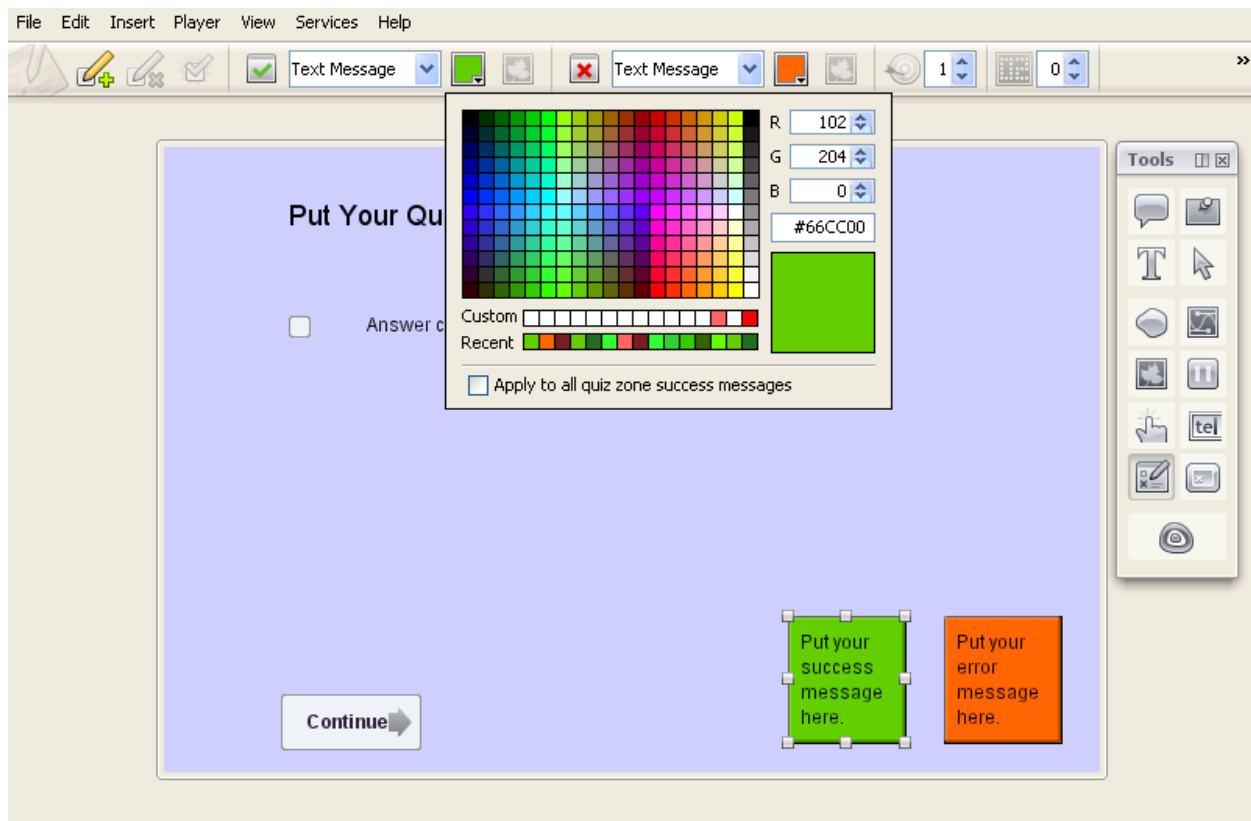 File Edit Insert Player View Services Help
Text Message Text Message 1 0 »
R 102
G 204
B 0
#66CC00
Custom
Recent
Apply to all quiz zone success messages
Tools
T
tel
Put Your Qu
Answer c
Put your
success
message
here.
Put your
error
message
here.
Continue